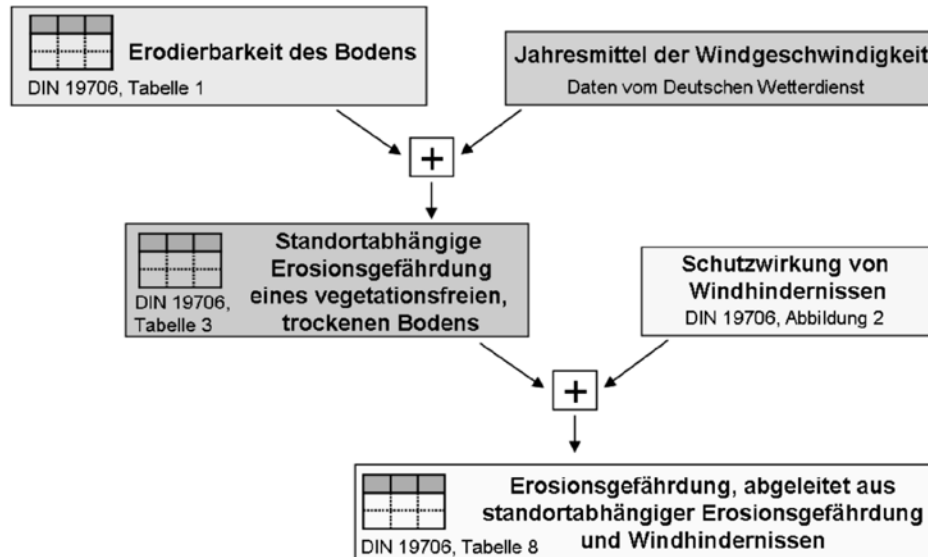 Erodierbarkeit des Bodens
DIN 19706, Tabelle 1
Jahresmittel der Windgeschwindigkeit
Daten vom Deutschen Wetterdienst
+
Standortabhängige
Erosionsgefährdung
eines vegetationsfreien,
trockenen Bodens
DIN 19706,
Tabelle 3
Schutzwirkung von
Windhindernissen
DIN 19706, Abbildung 2
+
Erosionsgefährdung, abgeleitet aus
standortabhängiger Erosionsgefährdung
und Windhindernissen
DIN 19706, Tabelle 8